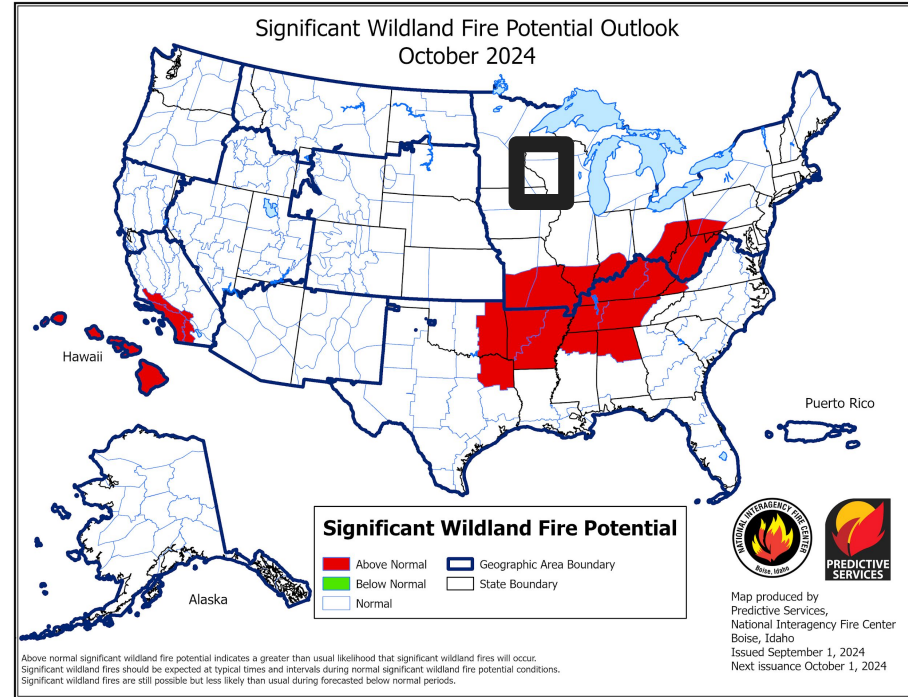 Significant Wildland Fire Potential Outlook
October 2024
Hawaii
Puerto Rico
Alaska
Significant Wildland Fire Potential
Above Normal
Geographic Area Boundary
Below Normal
State Boundary
Normal
NATIONAL INTERAGENCY FIRE CENTER
Boise, Idaho
PREDICTIVE
SERVICES
Map produced by
Predictive Services,
National Interagency Fire Center
Boise, Idaho
Issued September 1, 2024
Next issuance October 1, 2024
Above normal significant wildland fire potential indicates a greater than usual likelihood that significant wildland fires will occur.
Significant wildland fires should be expected at typical times and intervals during normal significant wildland fire potential conditions.
Significant wildland fires are still possible but less likely than usual during forecasted below normal periods.